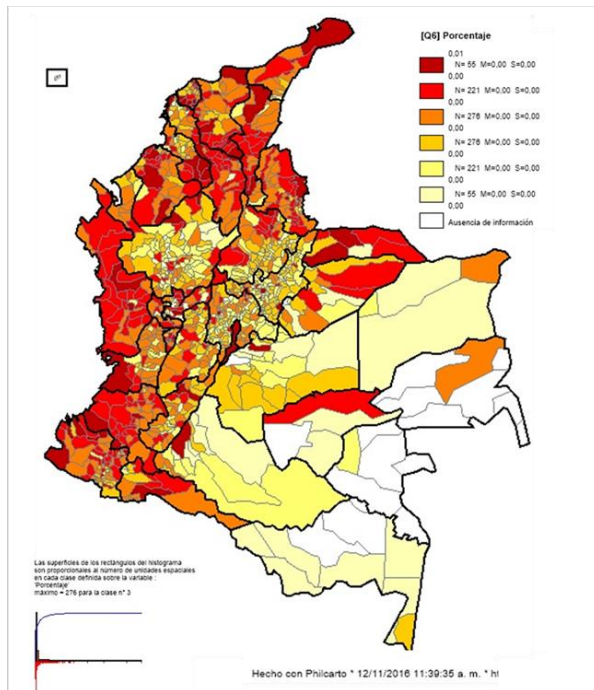 [Q6] Porcentaje
0.01
N= 55 M=0,00 S=0,00
0.00
N= 221 M=0,00 S=0,00
0.00
N= 276 M=0,00 S=0,00
0.00
N= 276 M=0,00 S=0,00
0.00
N= 221 M=0,00 S=0,00
0.00
N= 55 M=0,00 S=0,00
0.00
Ausencia de información
Las superficies de los rectángulos del histograma
son proporcionales al número de unidades espaciales
en cada clase definida sobre la variable :
'Porcentaje'
máximo = 276 para la clase n° 3
Hecho con Philcarto * 12/11/2016 11:39:35 a. m. * ht